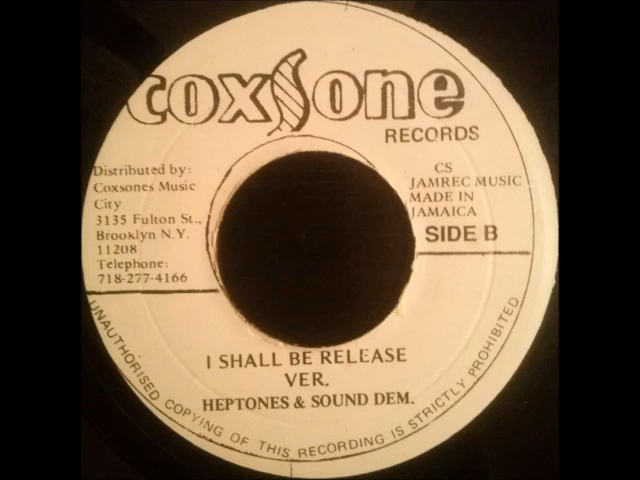 coxsone
RECORDS
Distributed by:
Coxsones Music
City
3135 Fulton St.,
Brooklyn N.Y.
11208
Telephone:
718-277-4166
CS
JAMREC MUSIC
MADE IN
JAMAICA
SIDE B
I SHALL BE RELEASE
VER.
HEPTONES & SOUND DEM.
UNAUTHORISED COPYING OF THIS RECORDING IS STRICTLY PROHIBITED